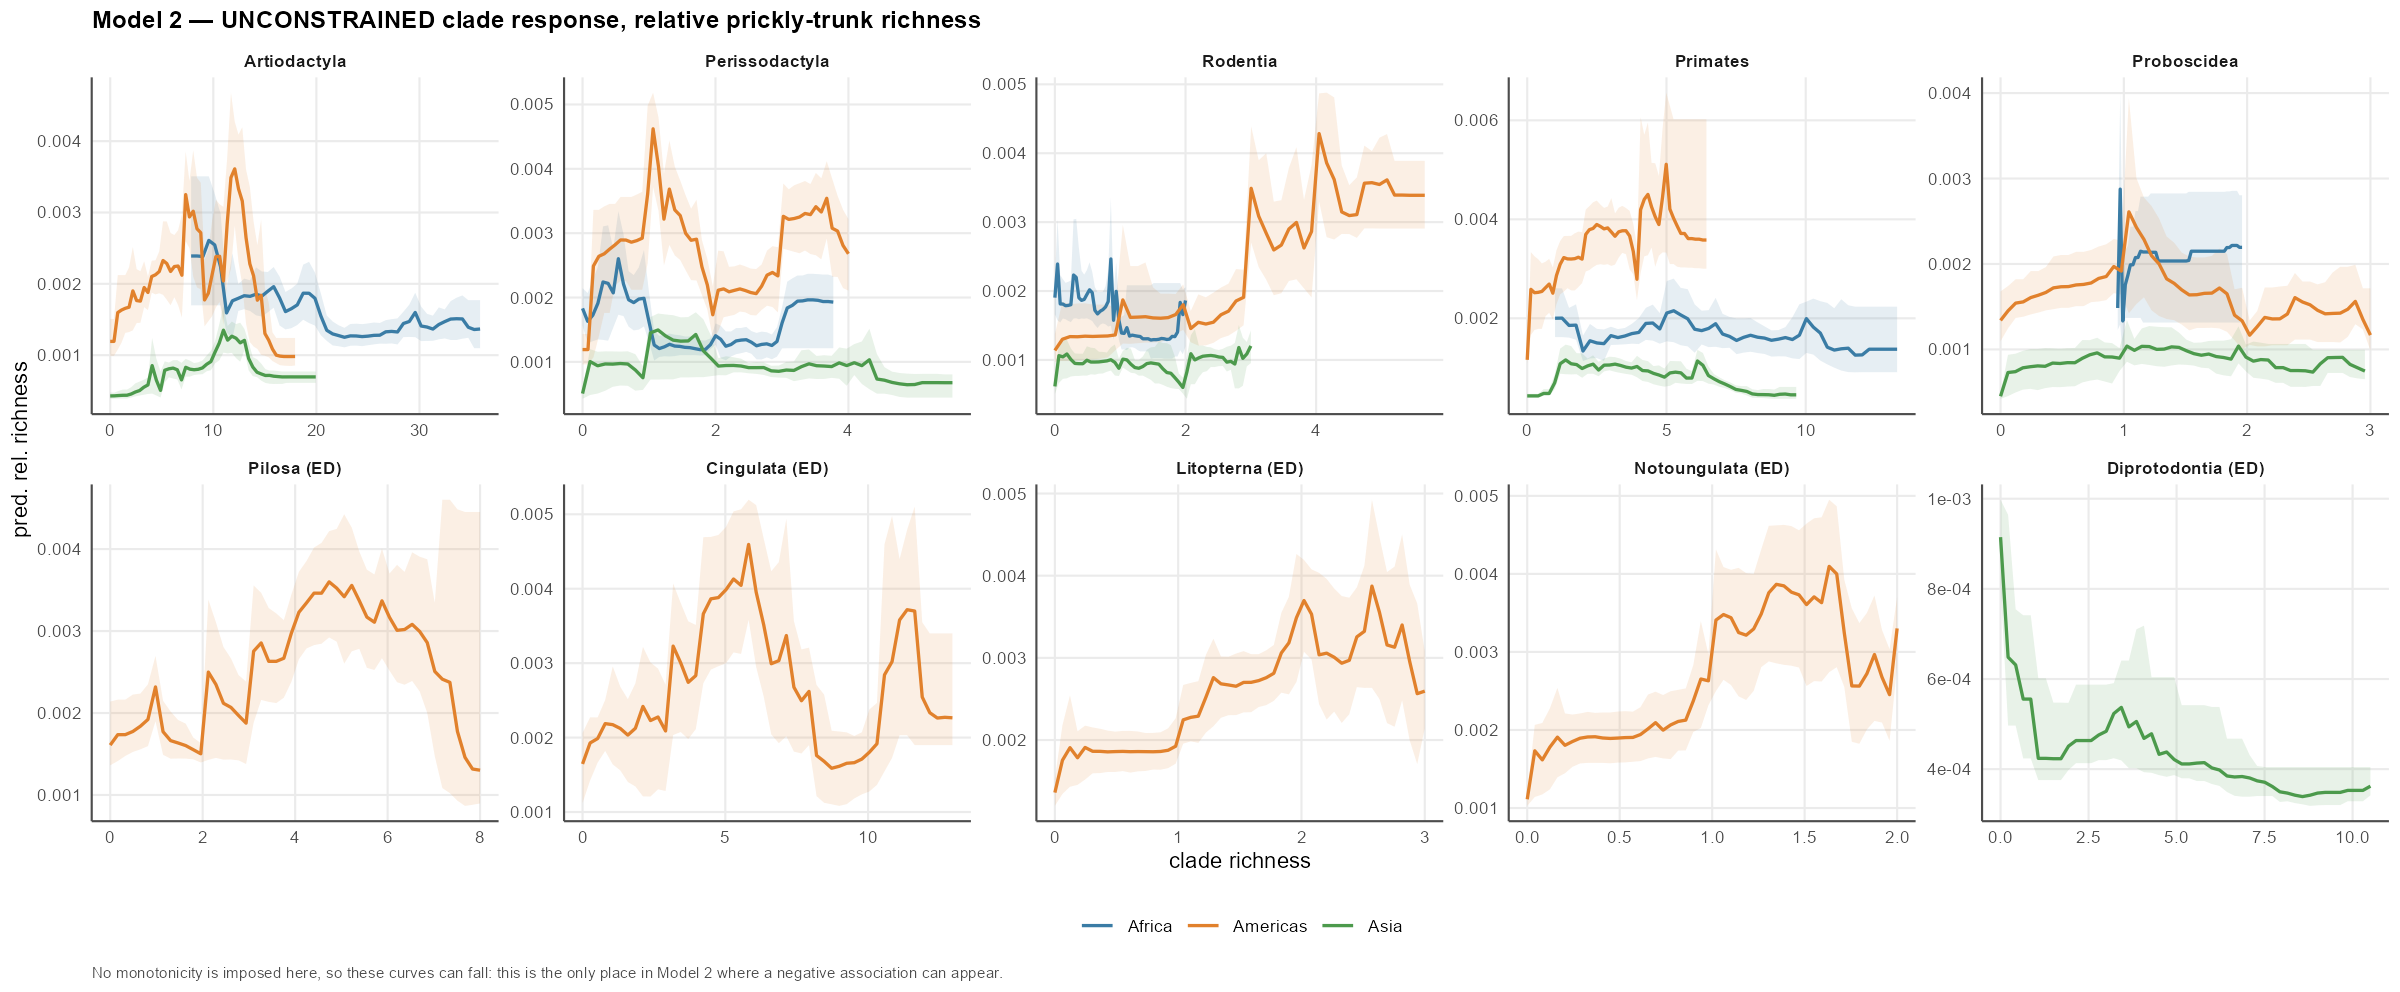 Model 2 — UNCONSTRAINED clade response, relative prickly-trunk richness
Artiodactyla
Perissodactyla
Rodentia
Primates
Proboscidea
0.004
0.003
0.002
0.001
0 10 20 30
0.005
0.004
0.003
0.002
0.001
0 2 4
0.005
0.004
0.003
0.002
0.001
0 2 4
0.006
0.004
0.002
0 5 10
0.004
0.003
0.002
0.001
0 1 2 3
pred. rel. richness
Pilosa (ED)
Cingulata (ED)
Litopterna (ED)
Notoungulata (ED)
Diprotodontia (ED)
0.004
0.003
0.002
0.001
0 2 4 6 8
0.005
0.004
0.003
0.002
0.001
0 5 10
0.005
0.004
0.003
0.002
0 1 2 3
0.005
0.004
0.003
0.002
0.001
0.0 0.5 1.0 1.5 2.0
1e-03
8e-04
6e-04
4e-04
0.0 2.5 5.0 7.5 10.0
clade richness
Africa Americas Asia
No monotonicity is imposed here, so these curves can fall: this is the only place in Model 2 where a negative association can appear.